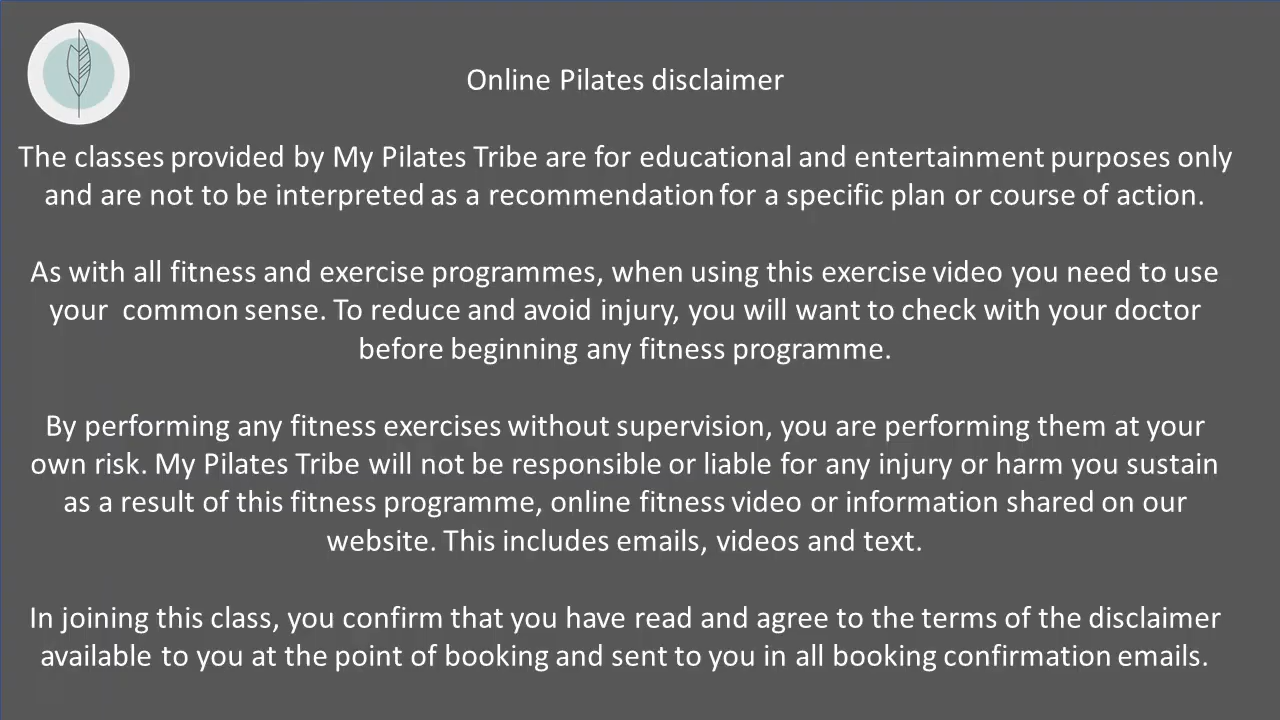 Online Pilates disclaimer
The classes provided by My Pilates Tribe are for educational and entertainment purposes only
and are not to be interpreted as a recommendation for a specific plan or course of action.
As with all fitness and exercise programmes, when using this exercise video you need to use
your  common sense. To reduce and avoid injury, you will want to check with your doctor
before beginning any fitness programme.
By performing any fitness exercises without supervision, you are performing them at your
own risk. My Pilates Tribe will not be responsible or liable for any injury or harm you sustain
as a result of this fitness programme, online fitness video or information shared on our
website. This includes emails, videos and text.
In joining this class, you confirm that you have read and agree to the terms of the disclaimer
available to you at the point of booking and sent to you in all booking confirmation emails.